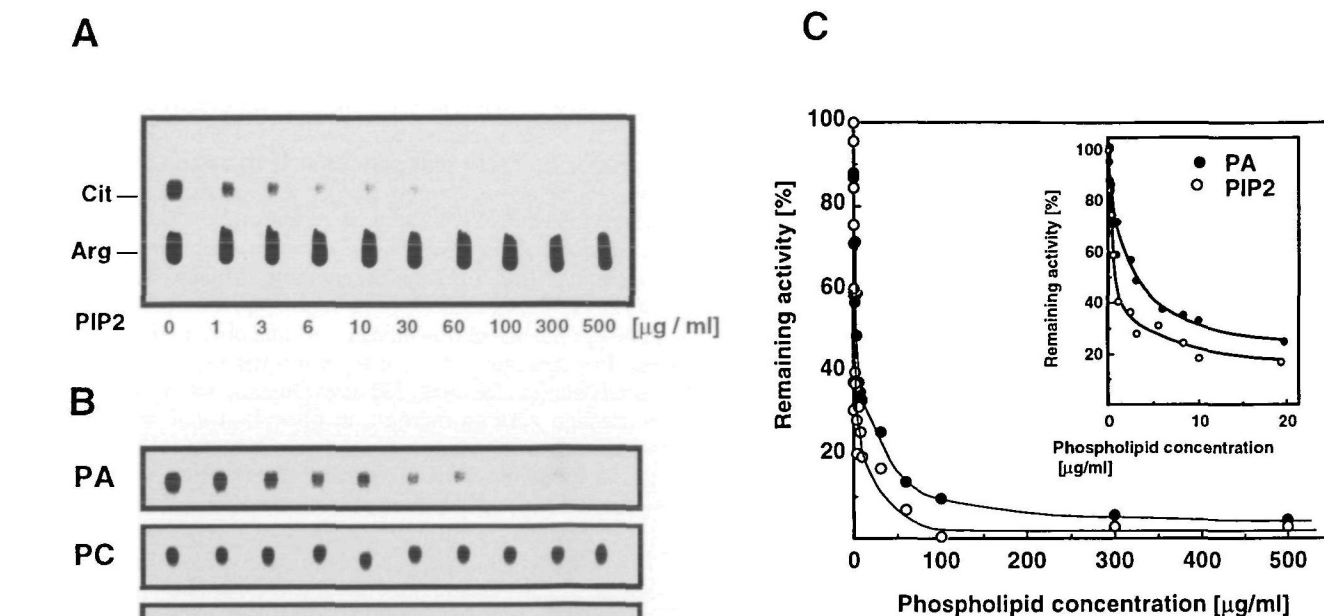 A
Cit
Arg
PIP2 0 1 3 6 10 30 60 100 300 500 [µg / ml]
B
PA
PC
C
Remaining activity [%]
100
80
60
40
20
0 100 200 300 400 500
Phospholipid concentration [µg/ml]
Remaining activity [%]
100
80
60
40
20
0 10 20
Phospholipid concentration
[µg/ml]
PA
PIP2